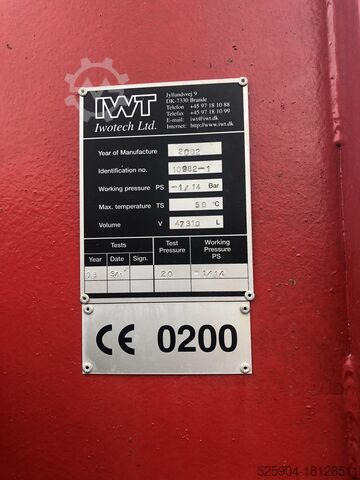 IWT
Iwotech Ltd.
Jyllundsvej 9
DK-7330 Brande
Telefon +45 97 18 10 88
Telefax +45 97 18 10 99
E-mail: iwt@iwt.dk
Internet: http://www.iwt.dk
Year of Manufacture 2002
Identification no. 10962-1
Working pressure PS -1/14 Bar
Max. temperature TS 50 °C
Volume V 47310 L
Tests Test Pressure Working Pressure PS
Year Date Sign.
20 -1/14
CE 0200
525904-18128511